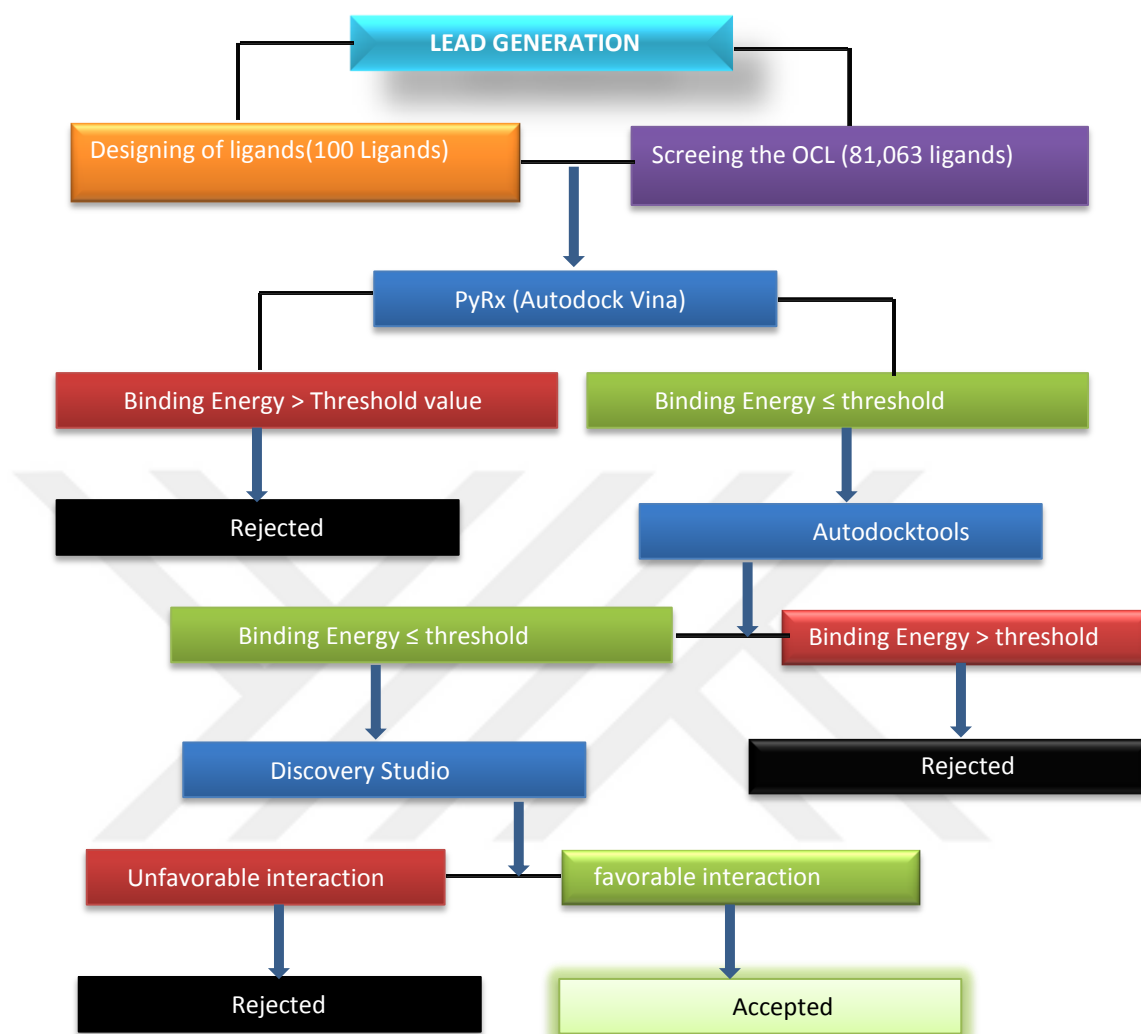 LEAD GENERATION
Designing of ligands(100 Ligands)
Screeing the OCL (81,063 ligands)
PyRx (Autodock Vina)
Binding Energy > Threshold value
Binding Energy ≤ threshold
Rejected
Autodocktools
Binding Energy ≤ threshold
Binding Energy > threshold
Discovery Studio
Rejected
Unfavorable interaction
favorable interaction
Rejected
Accepted